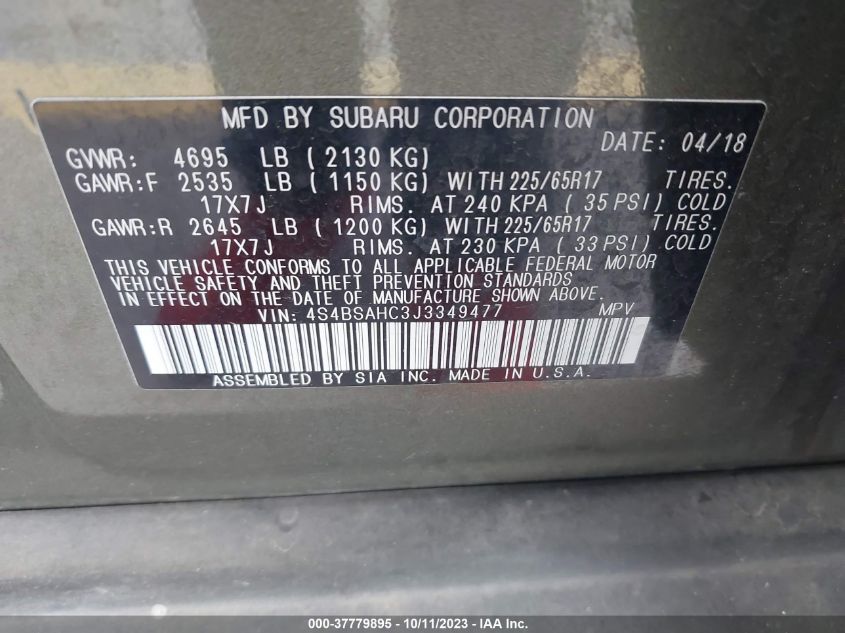 MFD BY SUBARU CORPORATION
DATE: 04/18
GVWR: 4695 LB ( 2130 KG)
GAWR:F 2535 LB ( 1150 KG) WITH 225/65R17 TIRES.
17X7J RIMS. AT 240 KPA ( 35 PSI) COLD
GAWR:R 2645 LB ( 1200 KG) WITH 225/65R17 TIRES.
17X7J RIMS. AT 230 KPA ( 33 PSI) COLD
THIS VEHICLE CONFORMS TO ALL APPLICABLE FEDERAL MOTOR
VEHICLE SAFETY AND THEFT PREVENTION STANDARDS
IN EFFECT ON THE DATE OF MANUFACTURE SHOWN ABOVE.
VIN: 4S4BSAHC3J3349477 MPV
ASSEMBLED BY SIA INC. MADE IN U.S.A.
000-37779895 - 10/11/2023 - IAA Inc.